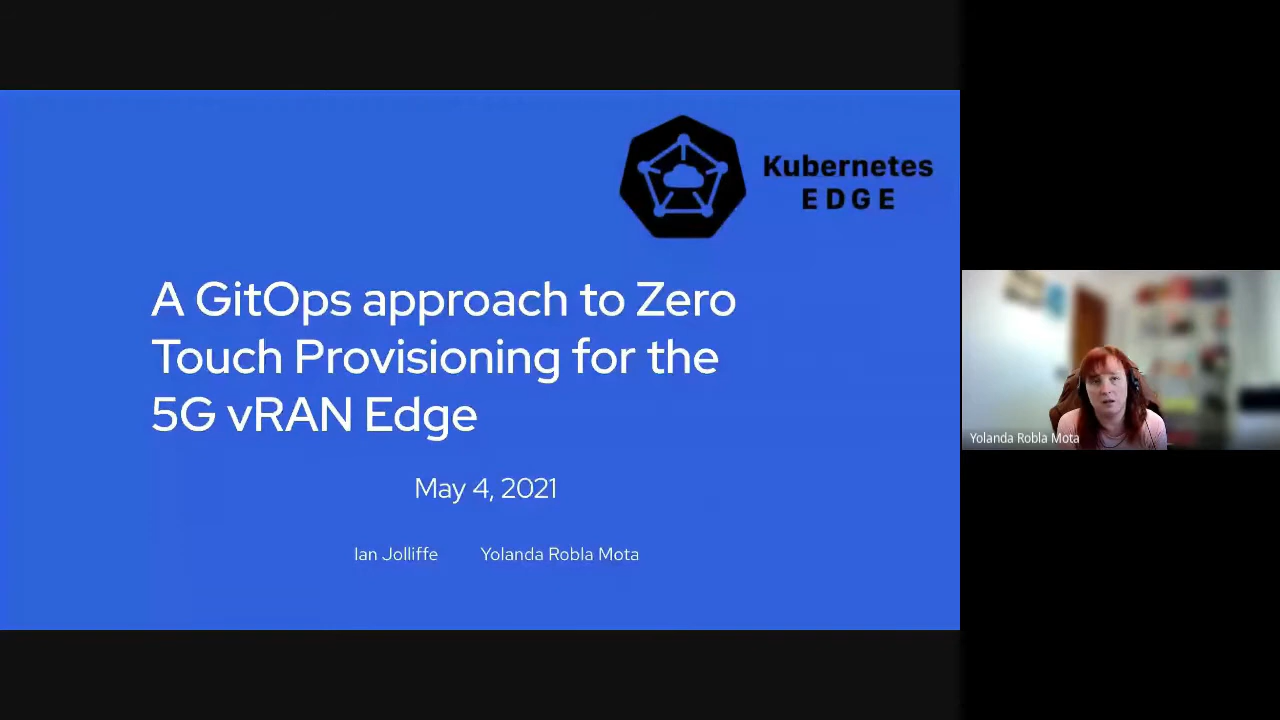 Kubernetes
EDGE
A GitOps approach to Zero
Touch Provisioning for the
5G vRAN Edge
May 4, 2021
Ian Jolliffe Yolanda Robla Mota
Yolanda Robla Mota